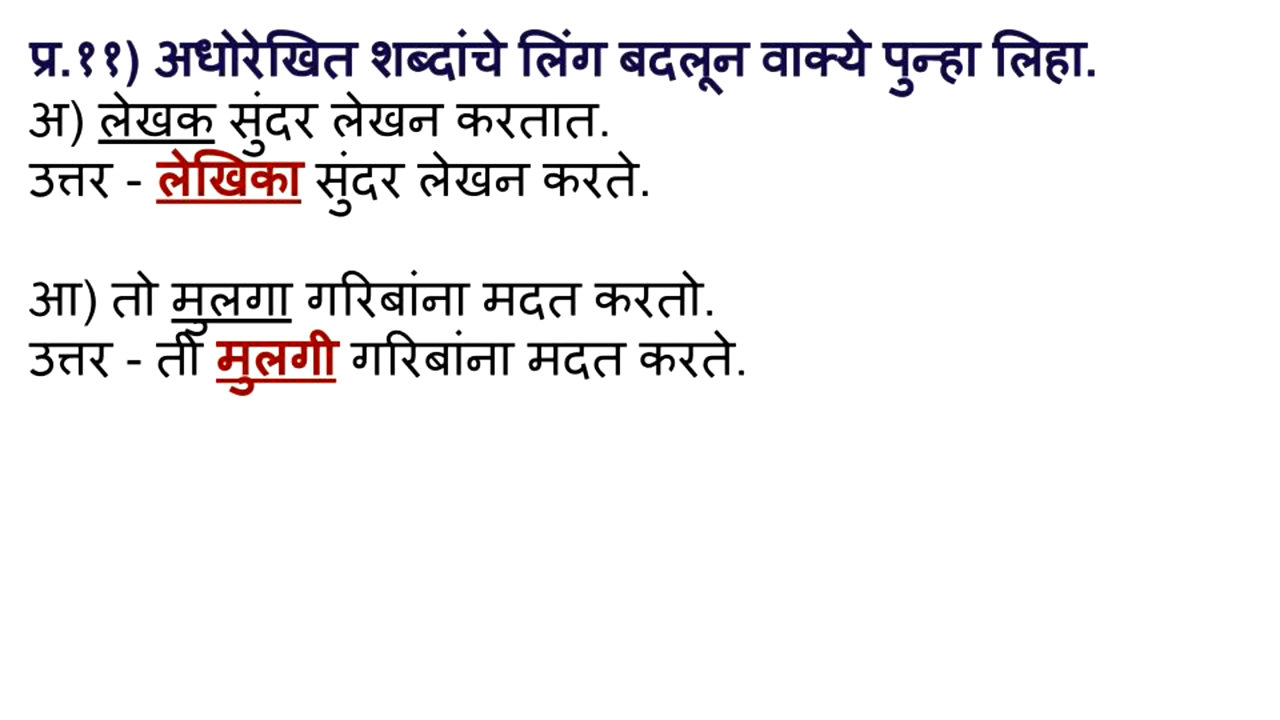 प्र.११) अधोरेखित शब्दांचे लिंग बदलून वाक्ये पुन्हा लिहा.
अ) लेखक सुंदर लेखन करतात.
उत्तर - लेखिका सुंदर लेखन करते.
आ) तो मुलगा गरिबांना मदत करतो.
उत्तर - ती मुलगी गरिबांना मदत करते.